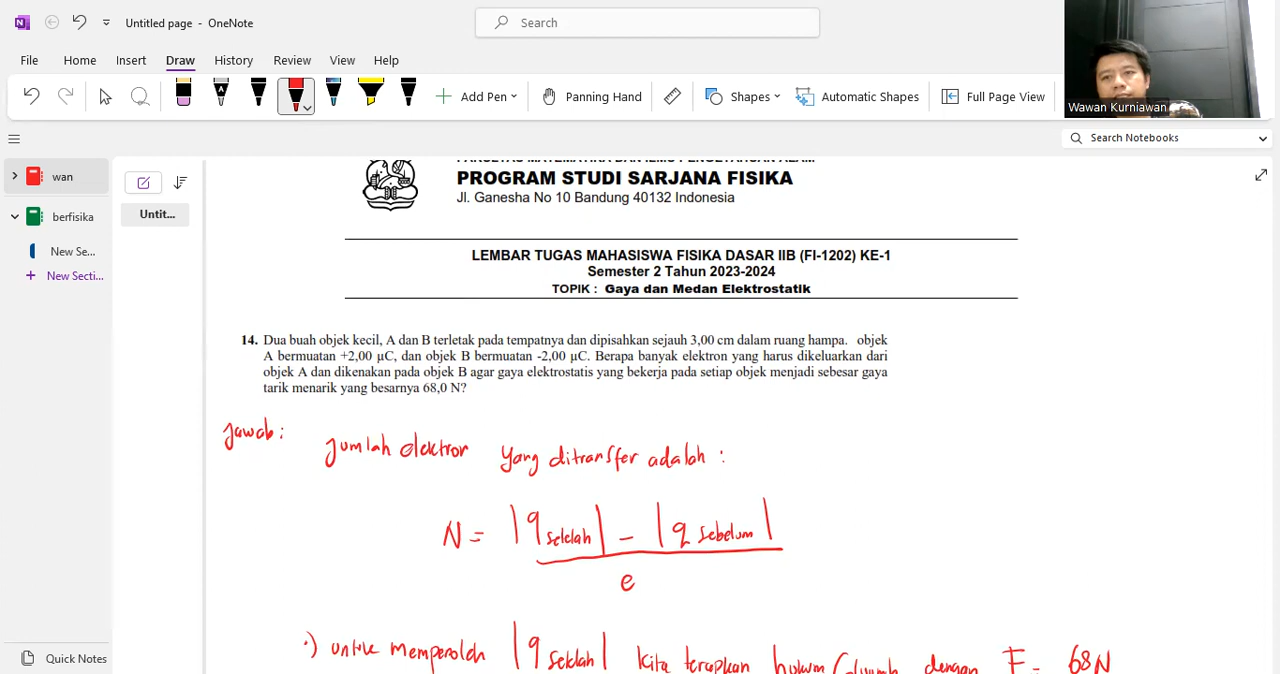 Untitled page - OneNote
Search
Wawan Kurniawan
File Home Insert Draw History Review View Help
Add Pen Panning Hand Shapes Automatic Shapes Full Page View
Search Notebooks
wan
berfisika
Untit...
New Se...
New Secti...
Quick Notes
FAKULTAS MATEMATIKA DAN ILMU PENGETAHUAN ALAM
PROGRAM STUDI SARJANA FISIKA
Jl. Ganesha No 10 Bandung 40132 Indonesia
LEMBAR TUGAS MAHASISWA FISIKA DASAR IIB (FI-1202) KE-1
Semester 2 Tahun 2023-2024
TOPIK : Gaya dan Medan Elektrostatik
14. Dua buah objek kecil, A dan B terletak pada tempatnya dan dipisahkan sejauh 3,00 cm dalam ruang hampa. objek
A bermuatan +2,00 µC, dan objek B bermuatan -2,00 µC. Berapa banyak elektron yang harus dikeluarkan dari
objek A dan dikenakan pada objek B agar gaya elektrostatis yang bekerja pada setiap objek menjadi sebesar gaya
tarik menarik yang besarnya 68,0 N?
Jawab:
Jumlah elektron yang ditransfer adalah :
N = |q setelah| - |q sebelum|
e
·) untuk memperoleh |q setelah| kita terapkan hukum Coulomb dengan F = 68 N